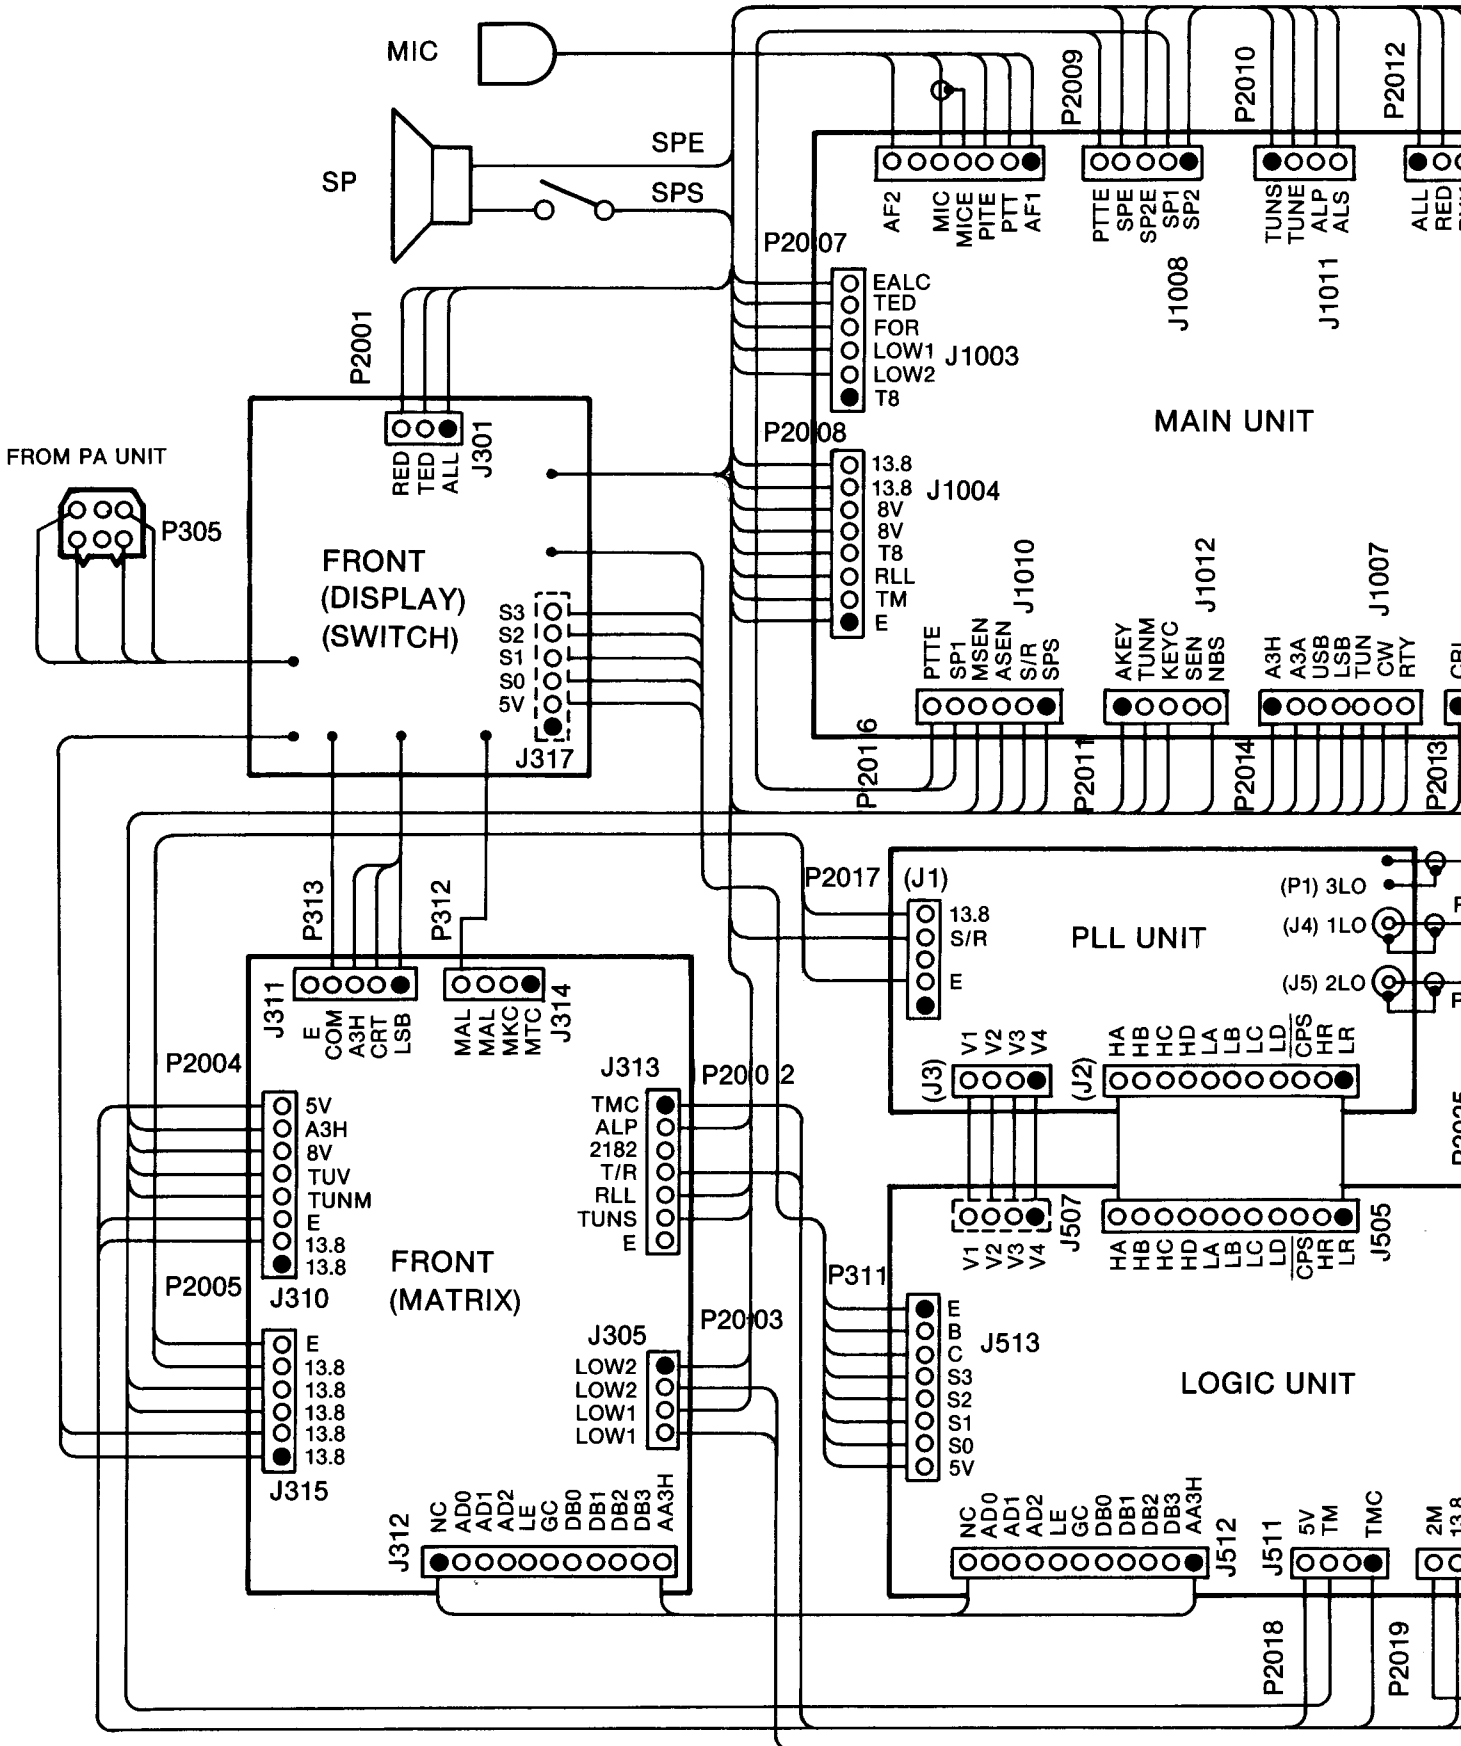 MIC
SP
SPE
SPS
P2009
P2010
P2012
AF2
MIC
MICE
PITE
PTT
AF1
PTTE
SPE
SP2E
SP1
SP2
J1008
TUNS
TUNE
ALP
ALS
J1011
ALL
RED
P2007
EALC
TED
FOR
LOW1
LOW2
T8
J1003
P2001
RED
TED
ALL
J301
MAIN UNIT
P2008
13.8
13.8
8V
8V
T8
RLL
TM
E
J1004
FROM PA UNIT
P305
FRONT
(DISPLAY)
(SWITCH)
S3
S2
S1
S0
5V
J317
PTTE
SP1
MSEN
ASEN
S/R
SPS
J1010
AKEY
TUNM
KEYC
SEN
NBS
J1012
A3H
A3A
USB
LSB
TUN
CW
RTY
J1007
P2016
P2011
P2014
P2013
P313
P312
P2017
(J1)
13.8
S/R
E
PLL UNIT
(P1) 3LO
(J4) 1LO
(J5) 2LO
J311
E
COM
A3H
CRT
LSB
MAL
MAL
MKC
MTC
J314
(J3)
V1
V2
V3
V4
(J2)
HA
HB
HC
HD
LA
LB
LC
LD
CPS
HR
LR
P2004
5V
A3H
8V
TUV
TUNM
E
13.8
13.8
J310
J313
P2002
TMC
ALP
2182
T/R
RLL
TUNS
E
FRONT
(MATRIX)
V1
V2
V3
V4
J507
HA
HB
HC
HD
LA
LB
LC
LD
CPS
HR
LR
J505
P2005
E
13.8
13.8
13.8
13.8
13.8
J315
P2003
J305
LOW2
LOW2
LOW1
LOW1
P311
E
B
C
S3
S2
S1
S0
5V
J513
LOGIC UNIT
J312
NC
AD0
AD1
AD2
LE
GC
DB0
DB1
DB2
DB3
AA3H
NC
AD0
AD1
AD2
LE
GC
DB0
DB1
DB2
DB3
AA3H
J512
J511
5V
TM
TMC
2M
13.8
P2018
P2019